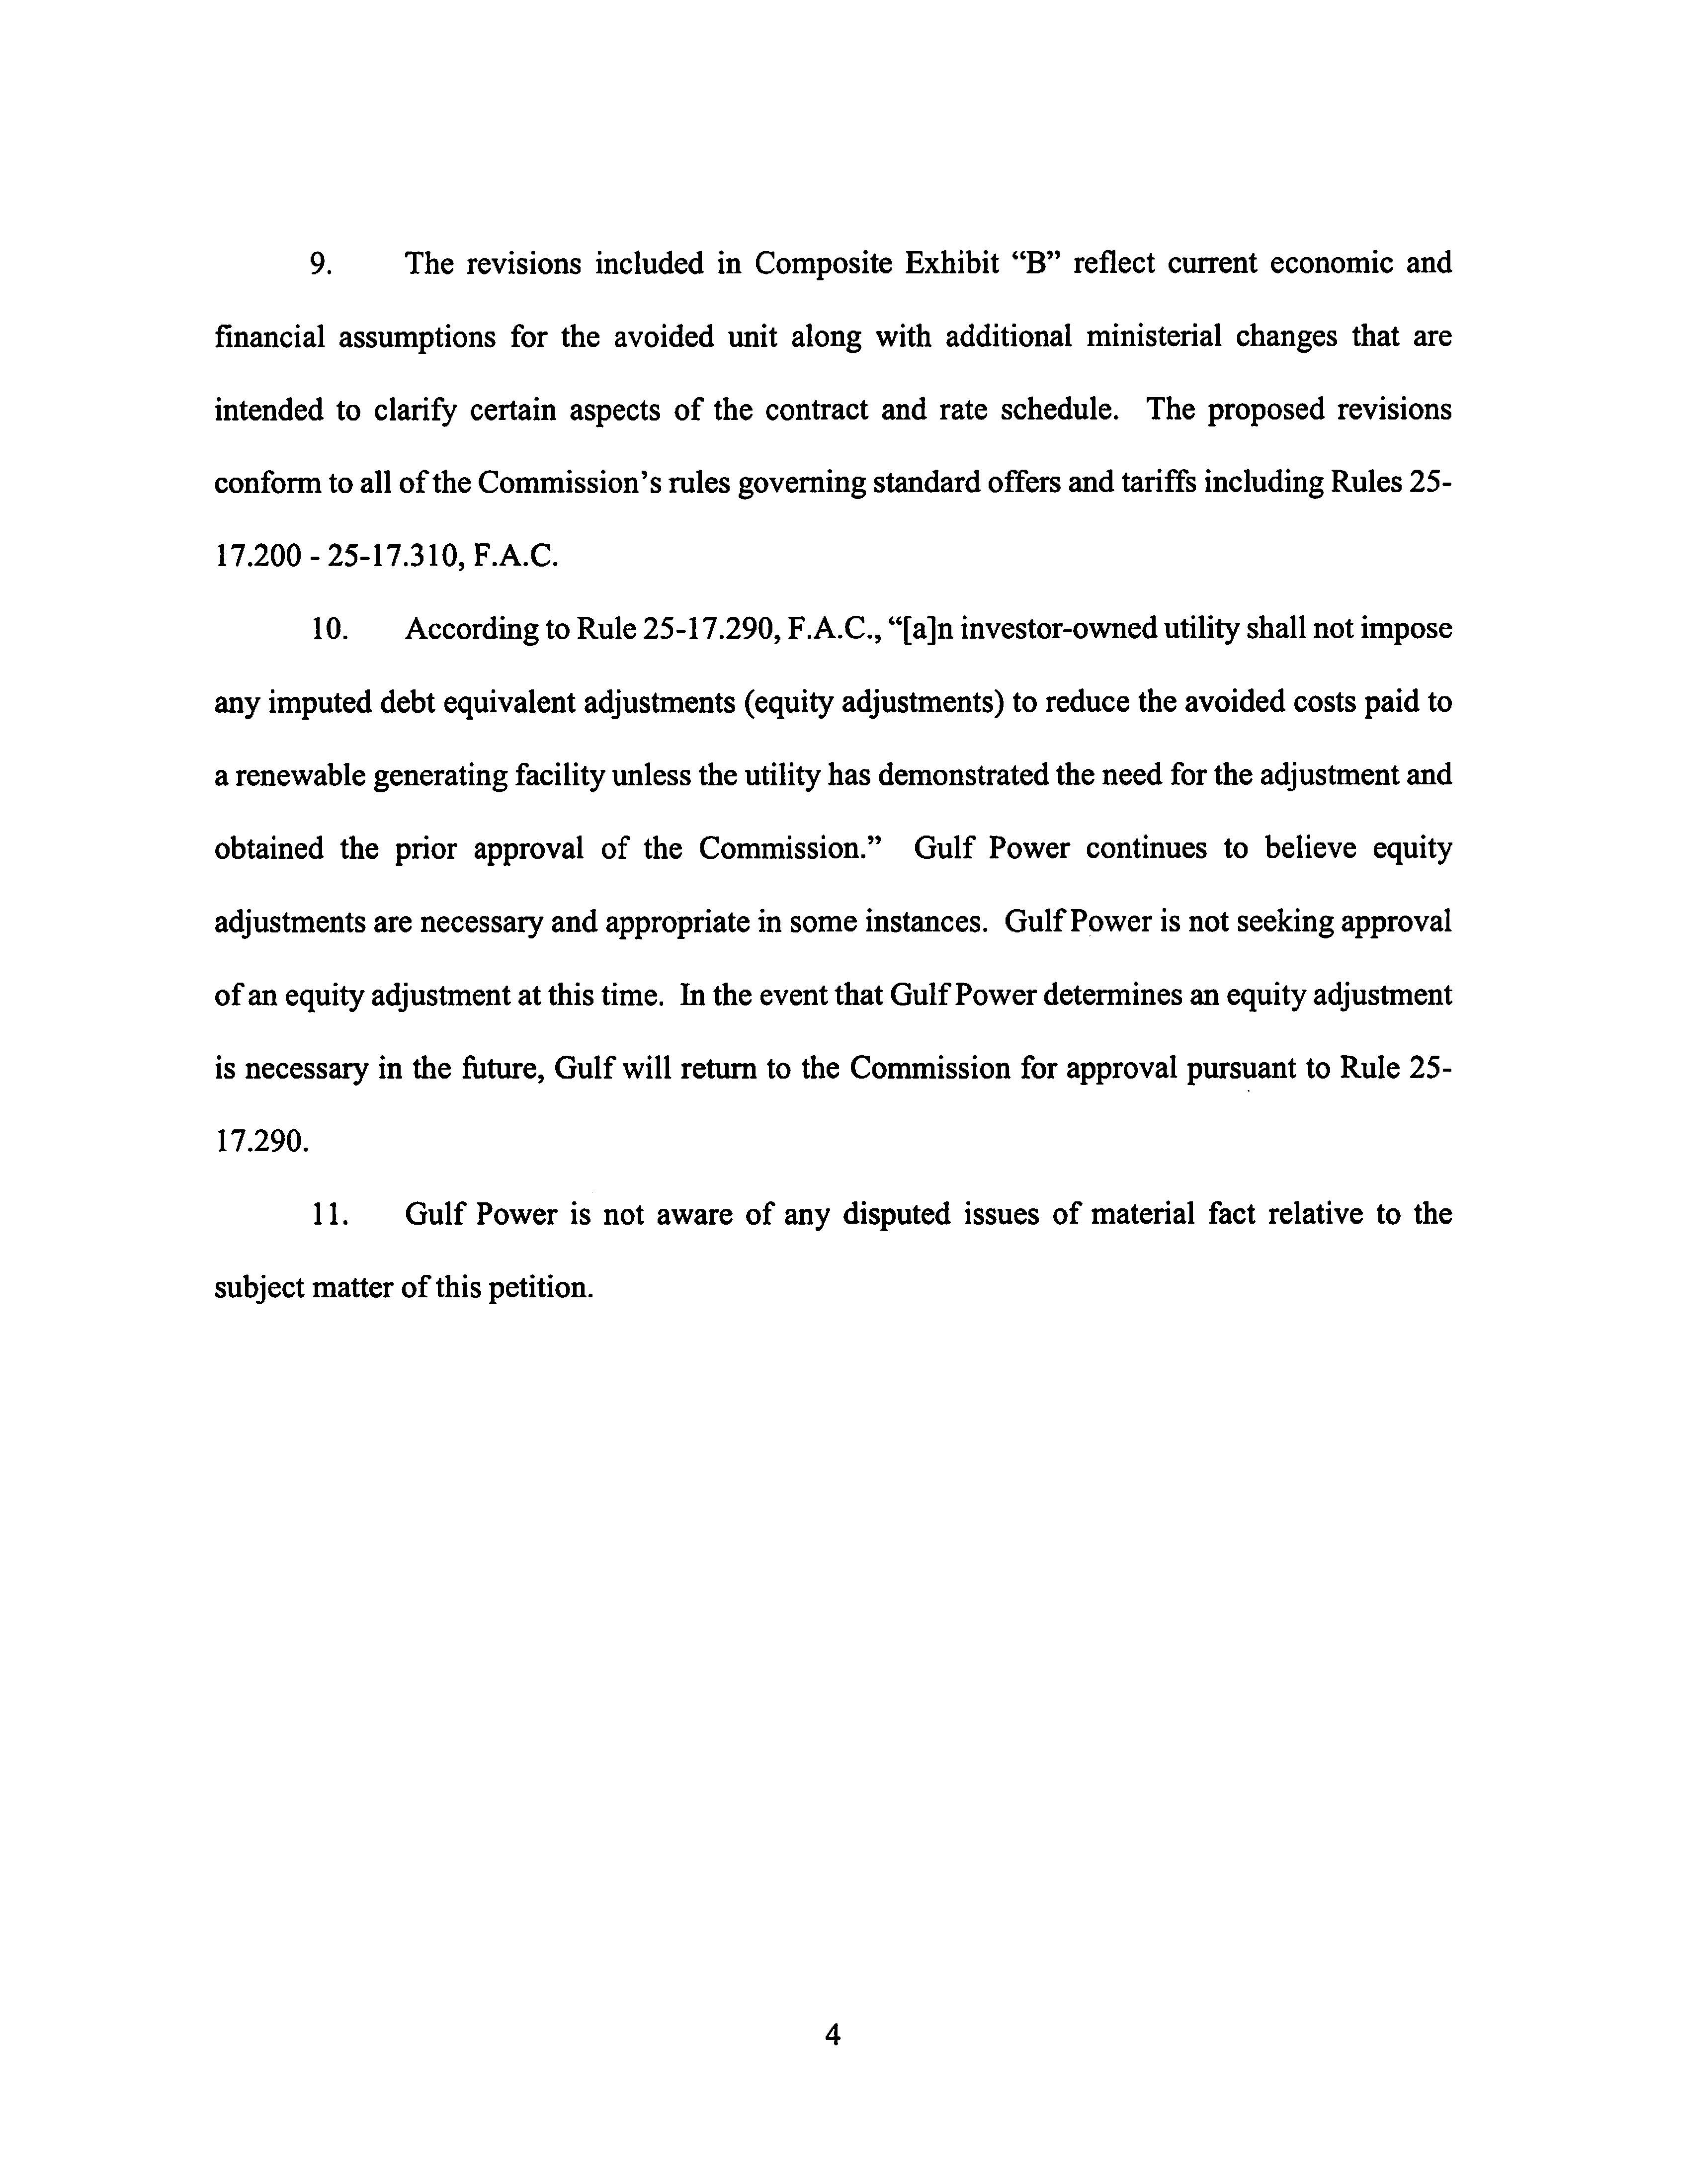 9. The revisions included in Composite Exhibit “B” reflect current economic and
financial assumptions for the avoided unit along with additional ministerial changes that are
intended to clarify certain aspects of the contract and rate schedule. The proposed revisions
conform to all of the Commission’s rules governing standard offers and tariffs including Rules 25-
17.200 - 25-17.310, F.A.C.
10. According to Rule 25-17.290, F.A.C., “[a]n investor-owned utility shall not impose
any imputed debt equivalent adjustments (equity adjustments) to reduce the avoided costs paid to
a renewable generating facility unless the utility has demonstrated the need for the adjustment and
obtained the prior approval of the Commission.” Gulf Power continues to believe equity
adjustments are necessary and appropriate in some instances. Gulf Power is not seeking approval
of an equity adjustment at this time. In the event that Gulf Power determines an equity adjustment
is necessary in the future, Gulf will return to the Commission for approval pursuant to Rule 25-
17.290.
11. Gulf Power is not aware of any disputed issues of material fact relative to the
subject matter of this petition.
4